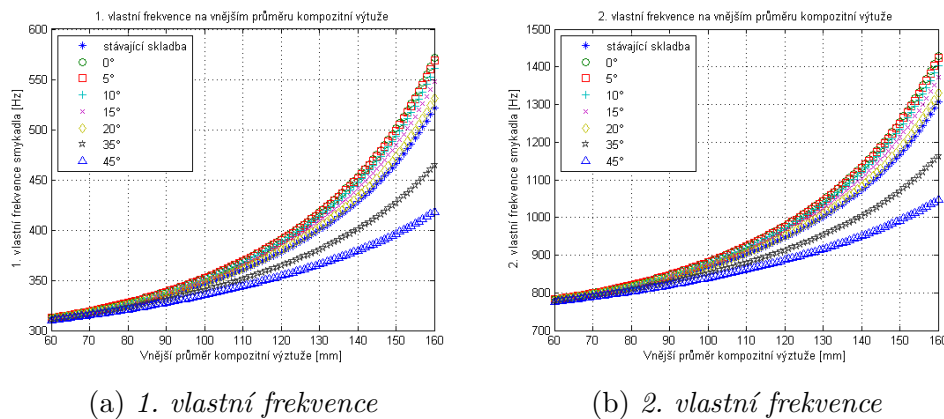 1. vlastní frekvence na vnějším průměru kompozitní výtuže
600
550
500
450
400
350
300
60 70 80 90 100 110 120 130 140 150 160
1. vlastní frekvence smykadla [Hz]
Vnější průměr kompozitní výztuže [mm]
stávající skladba
0°
5°
10°
15°
20°
35°
45°
(a) 1. vlastní frekvence
2. vlastní frekvence na vnějším průměru kompozitní výtuže
1500
1400
1300
1200
1100
1000
900
800
700
60 70 80 90 100 110 120 130 140 150 160
2. vlastní frekvence smykadla [Hz]
Vnější průměr kompozitní výztuže [mm]
stávající skladba
0°
5°
10°
15°
20°
35°
45°
(b) 2. vlastní frekvence